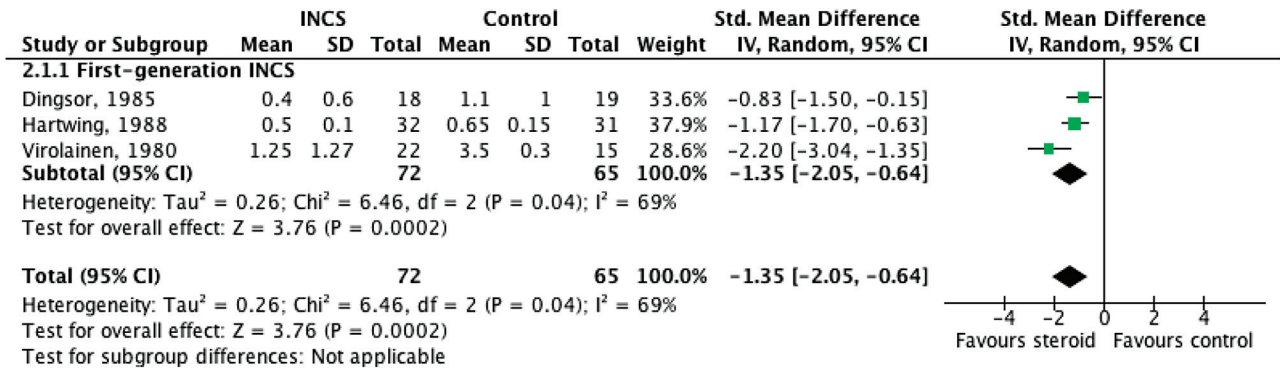 INCS Control Std. Mean Difference Std. Mean Difference
Study or Subgroup Mean SD Total Mean SD Total Weight IV, Random, 95% CI IV, Random, 95% CI
2.1.1 First-generation INCS
Dingsor, 1985 0.4 0.6 18 1.1 1 19 33.6% -0.83 [-1.50, -0.15]
Hartwing, 1988 0.5 0.1 32 0.65 0.15 31 37.9% -1.17 [-1.70, -0.63]
Virolainen, 1980 1.25 1.27 22 3.5 0.3 15 28.6% -2.20 [-3.04, -1.35]
Subtotal (95% CI) 72 65 100.0% -1.35 [-2.05, -0.64]
Heterogeneity: Tau² = 0.26; Chi² = 6.46, df = 2 (P = 0.04); I² = 69%
Test for overall effect: Z = 3.76 (P = 0.0002)
Total (95% CI) 72 65 100.0% -1.35 [-2.05, -0.64]
Heterogeneity: Tau² = 0.26; Chi² = 6.46, df = 2 (P = 0.04); I² = 69%
Test for overall effect: Z = 3.76 (P = 0.0002)
Test for subgroup differences: Not applicable
-4 -2 0 2 4
Favours steroid Favours control